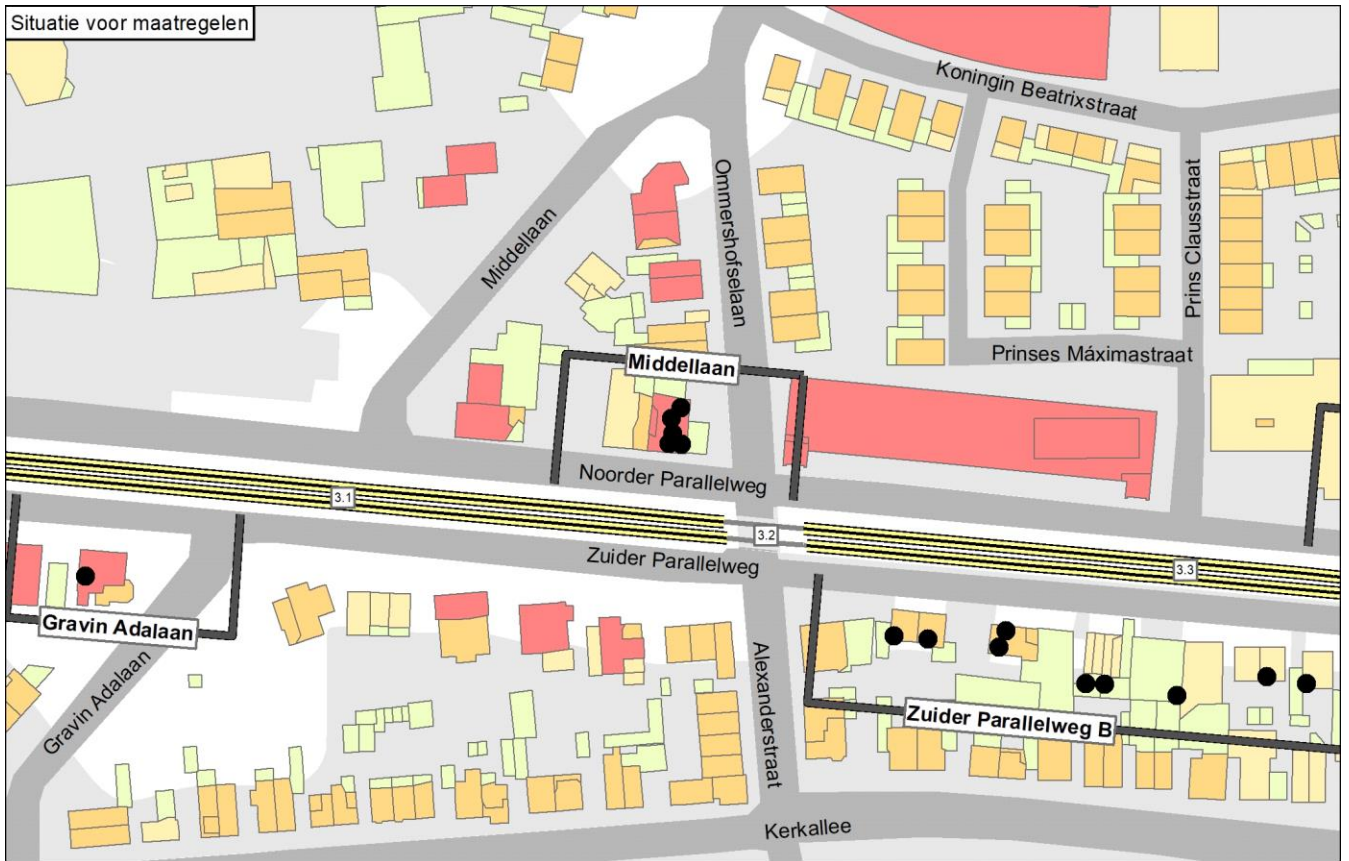 Situatie voor maatregelen
Koningin Beatrixstraat
Middellaan
Ommershofselaan
Prins Clausstraat
Prinses Máximastraat
Middellaan
Noorder Parallelweg
3.1
3.2
Zuider Parallelweg
3.3
Gravin Adalaan
Gravin Adalaan
Alexanderstraat
Zuider Parallelweg B
Kerkallee